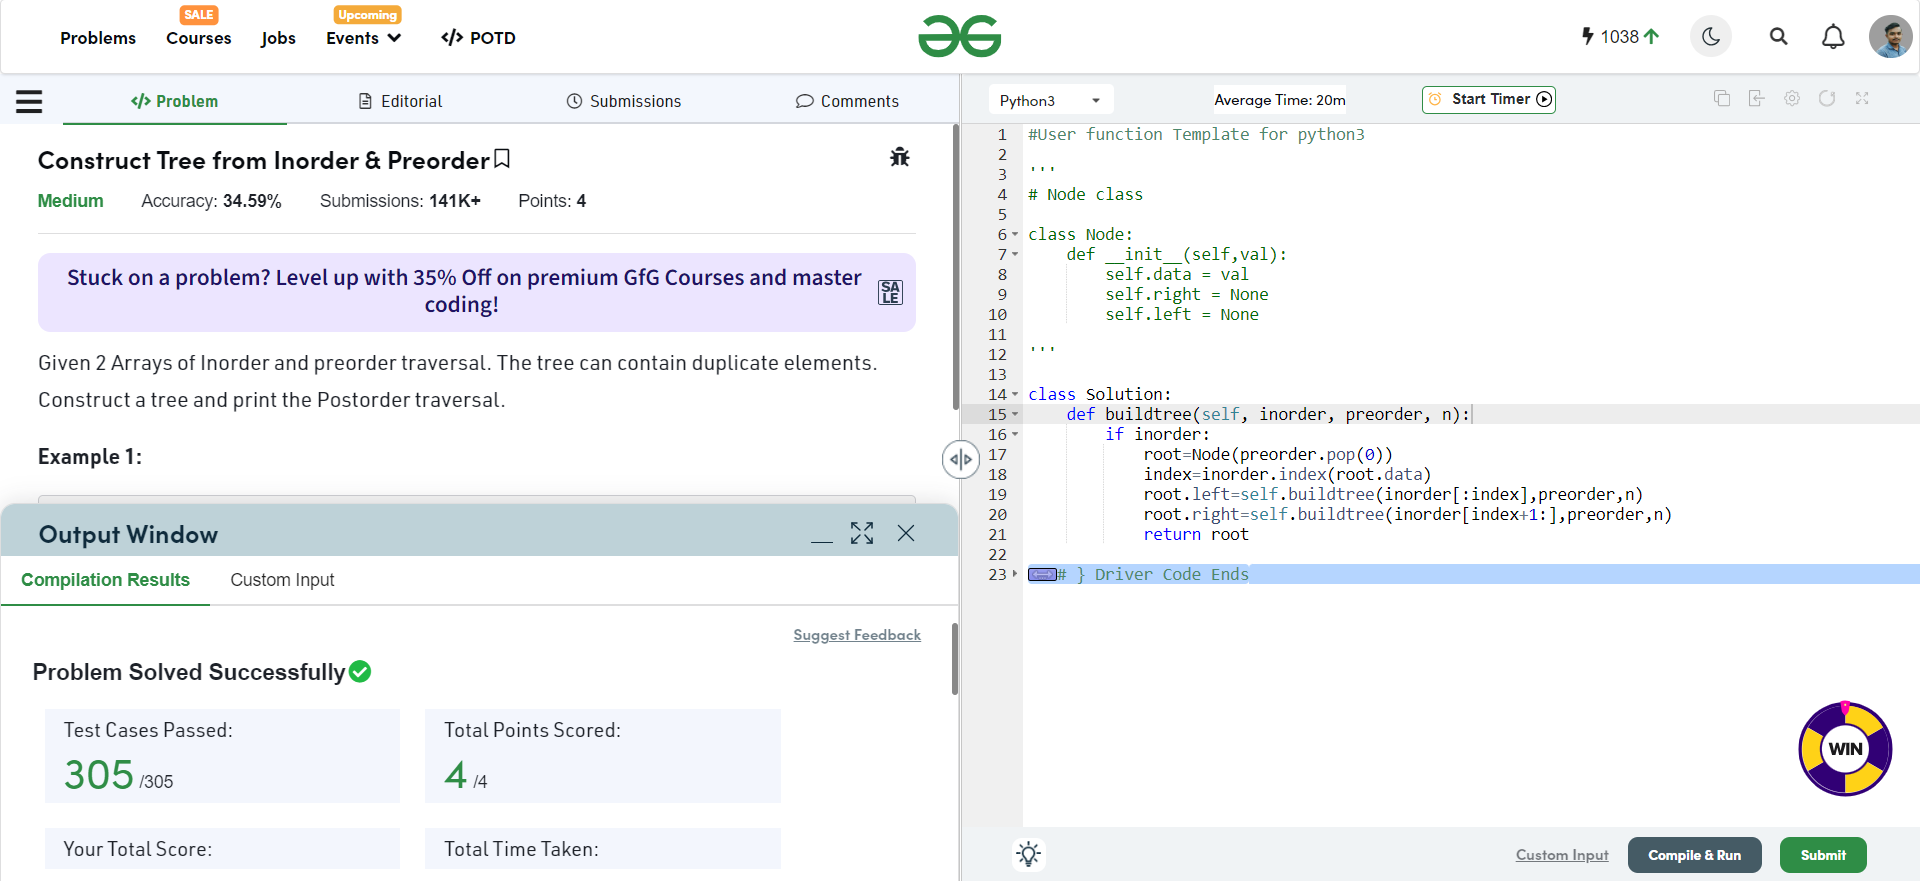 SALE
Upcoming
Problems
Courses
Jobs
Events
</> POTD
1038
</> Problem
Editorial
Submissions
Comments
Python3
Average Time: 20m
Start Timer
Construct Tree from Inorder & Preorder
Medium
Accuracy: 34.59%
Submissions: 141K+
Points: 4
Stuck on a problem? Level up with 35% Off on premium GfG Courses and master
coding!
SA
LE
Given 2 Arrays of Inorder and preorder traversal. The tree can contain duplicate elements.
Construct a tree and print the Postorder traversal.
Example 1:
Output Window
Compilation Results
Custom Input
Suggest Feedback
Problem Solved Successfully
Test Cases Passed:
305 /305
Total Points Scored:
4 /4
Your Total Score:
Total Time Taken:
1 #User function Template for python3
2
3 '''
4 # Node class
5
6 class Node:
7     def __init__(self,val):
8         self.data = val
9         self.right = None
10         self.left = None
11
12 '''
13
14 class Solution:
15     def buildtree(self, inorder, preorder, n):
16         if inorder:
17             root=Node(preorder.pop(0))
18             index=inorder.index(root.data)
19             root.left=self.buildtree(inorder[:index],preorder,n)
20             root.right=self.buildtree(inorder[index+1:],preorder,n)
21             return root
22
23 # } Driver Code Ends
WIN
Custom Input
Compile & Run
Submit